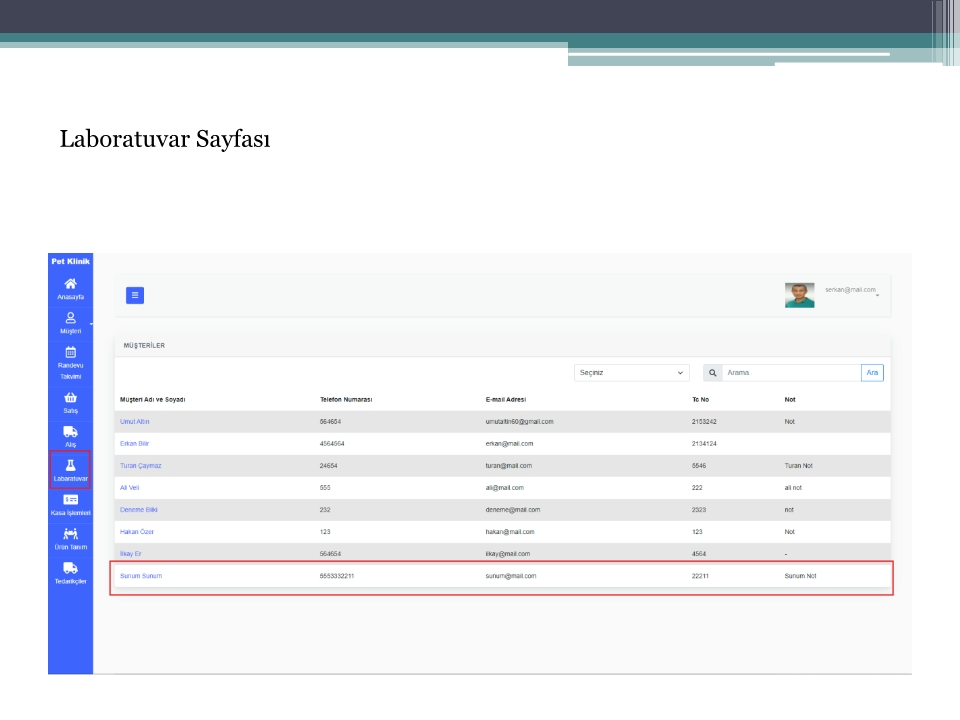 Laboratuvar Sayfası
Pet Klinik
Anasayfa
Müşteri
Randevu
Takvimi
Satış
Alış
Labaratuvar
Kasa İşlemleri
Ürün Tanım
Tedarikçiler
serkan@mail.com
MÜŞTERİLER
Seçiniz Arama Ara
Müşteri Adı ve Soyadı Telefon Numarası E-mail Adresi Tc No Not
Umut Altın 564654 umutaltin60@gmail.com 2153242 Not
Erkan Bilir 4564564 erkan@mail.com 2134124
Turan Çaymaz 24654 turan@mail.com 5546 Turan Not
Ali Veli 555 ali@mail.com 222 ali not
Deneme 232 deneme@mail.com 2323 not
Hakan Özer 123 hakan@mail.com 123 Not
İlkay Er 564654 ilkay@mail.com 4564 -
Sunum Sunum 5553332211 sunum@mail.com 22211 Sunum Not